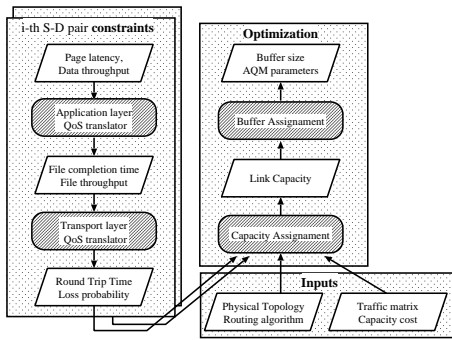 i-th S-D pair constraints
Page latency,
Data throughput
Application layer
QoS translator
File completion time
File throughput
Transport layer
QoS translator
Round Trip Time
Loss probability
Optimization
Buffer size
AQM parameters
Buffer Assignament
Link Capacity
Capacity Assignament
Inputs
Physical Topology
Routing algorithm
Traffic matrix
Capacity cost